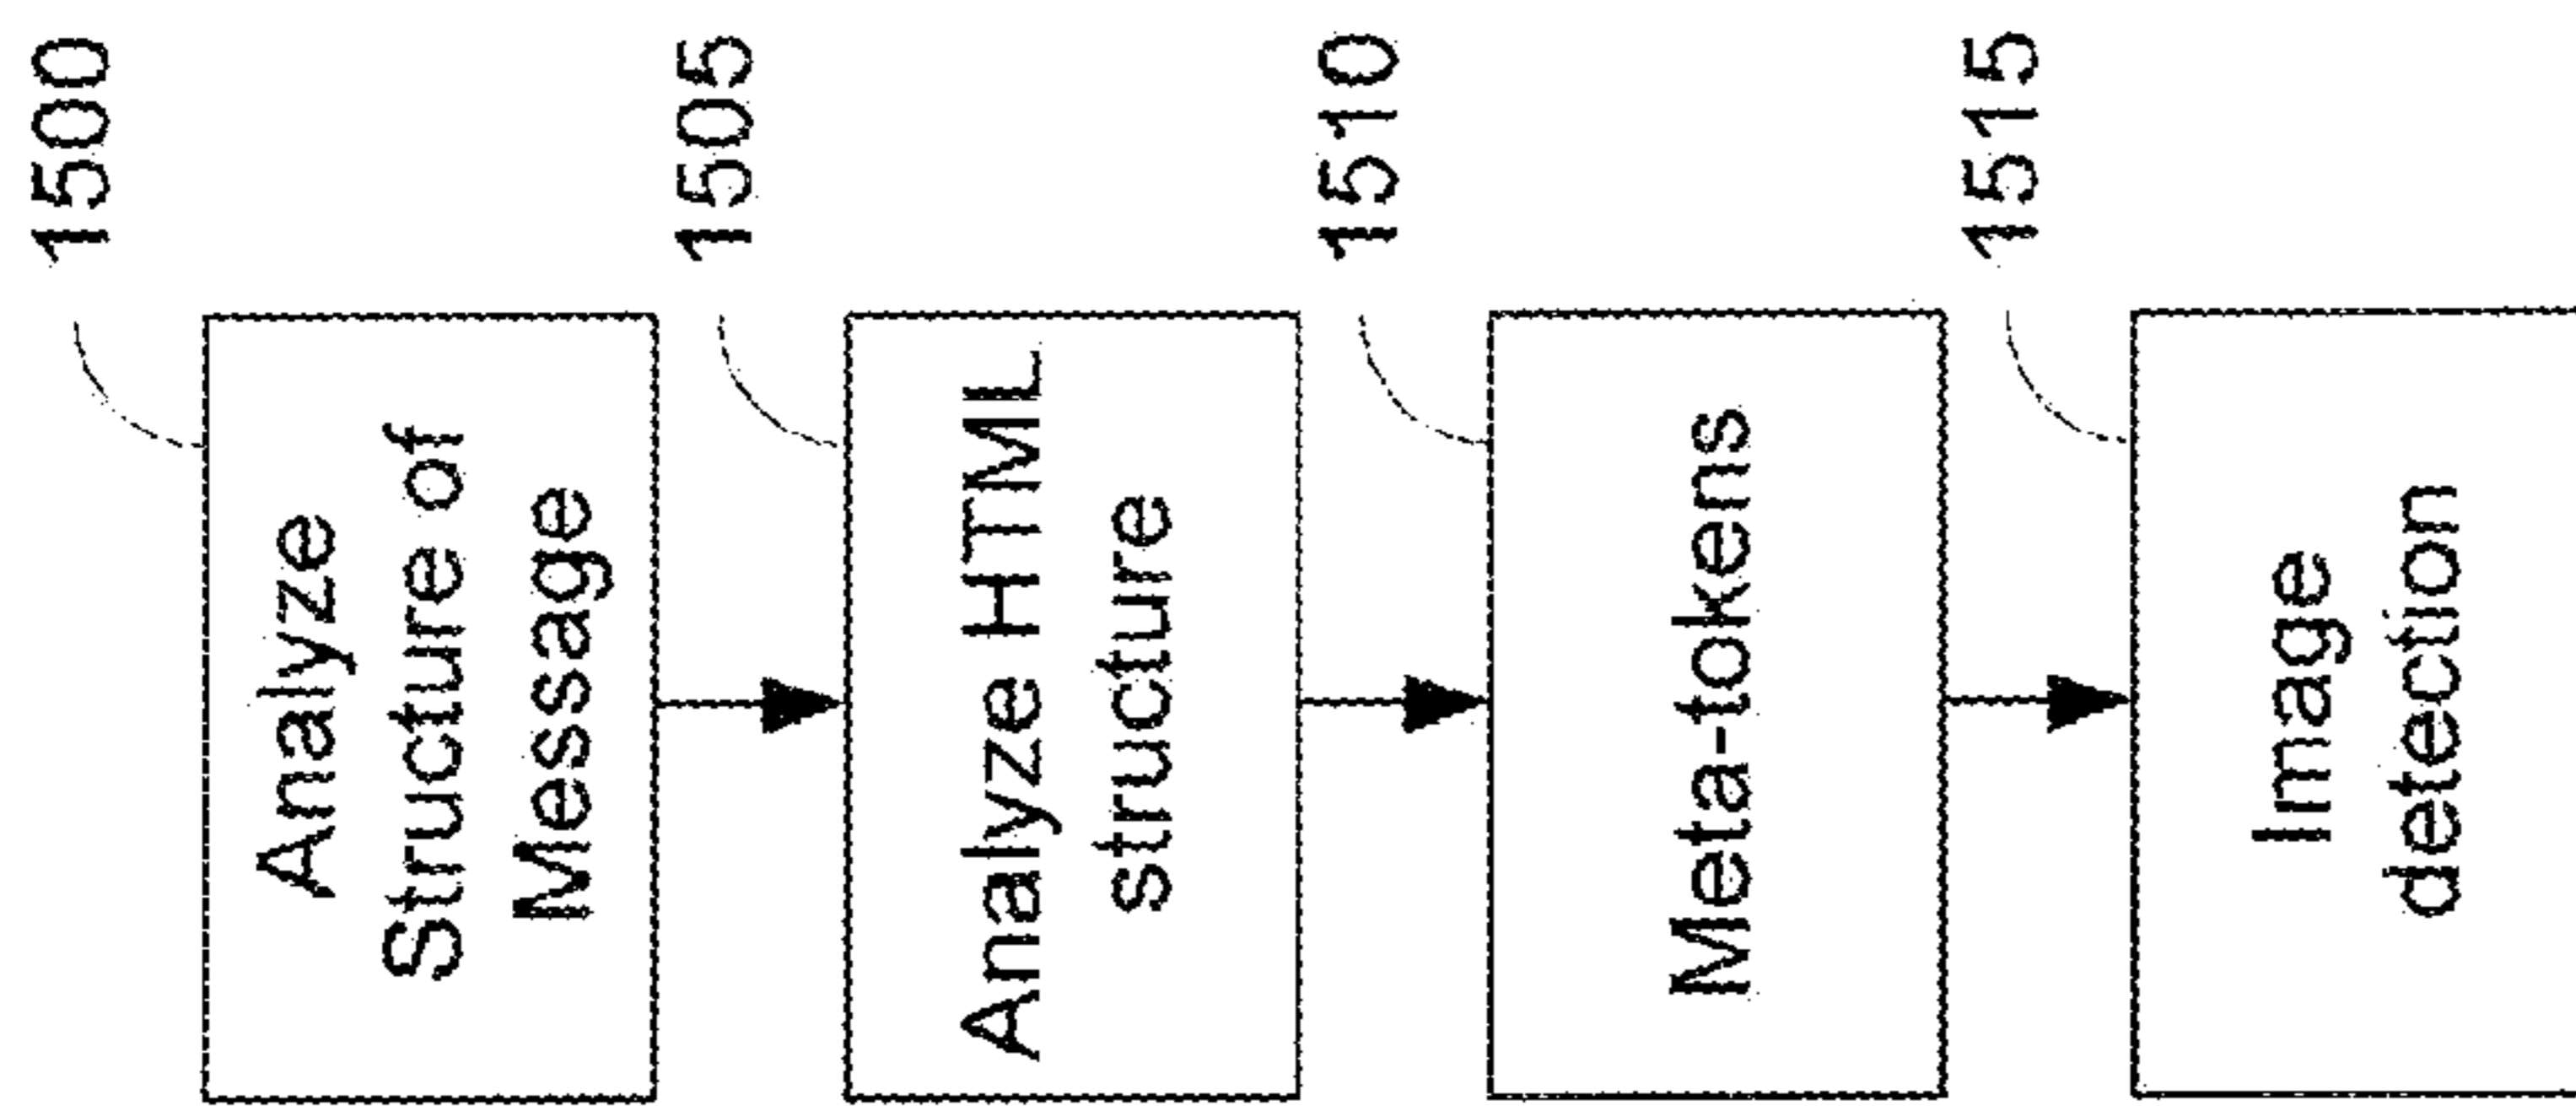 1500
Analyze
Structure of
Message
1505
Analyze HTML
structure
1510
Meta-tokens
1515
Image
detection